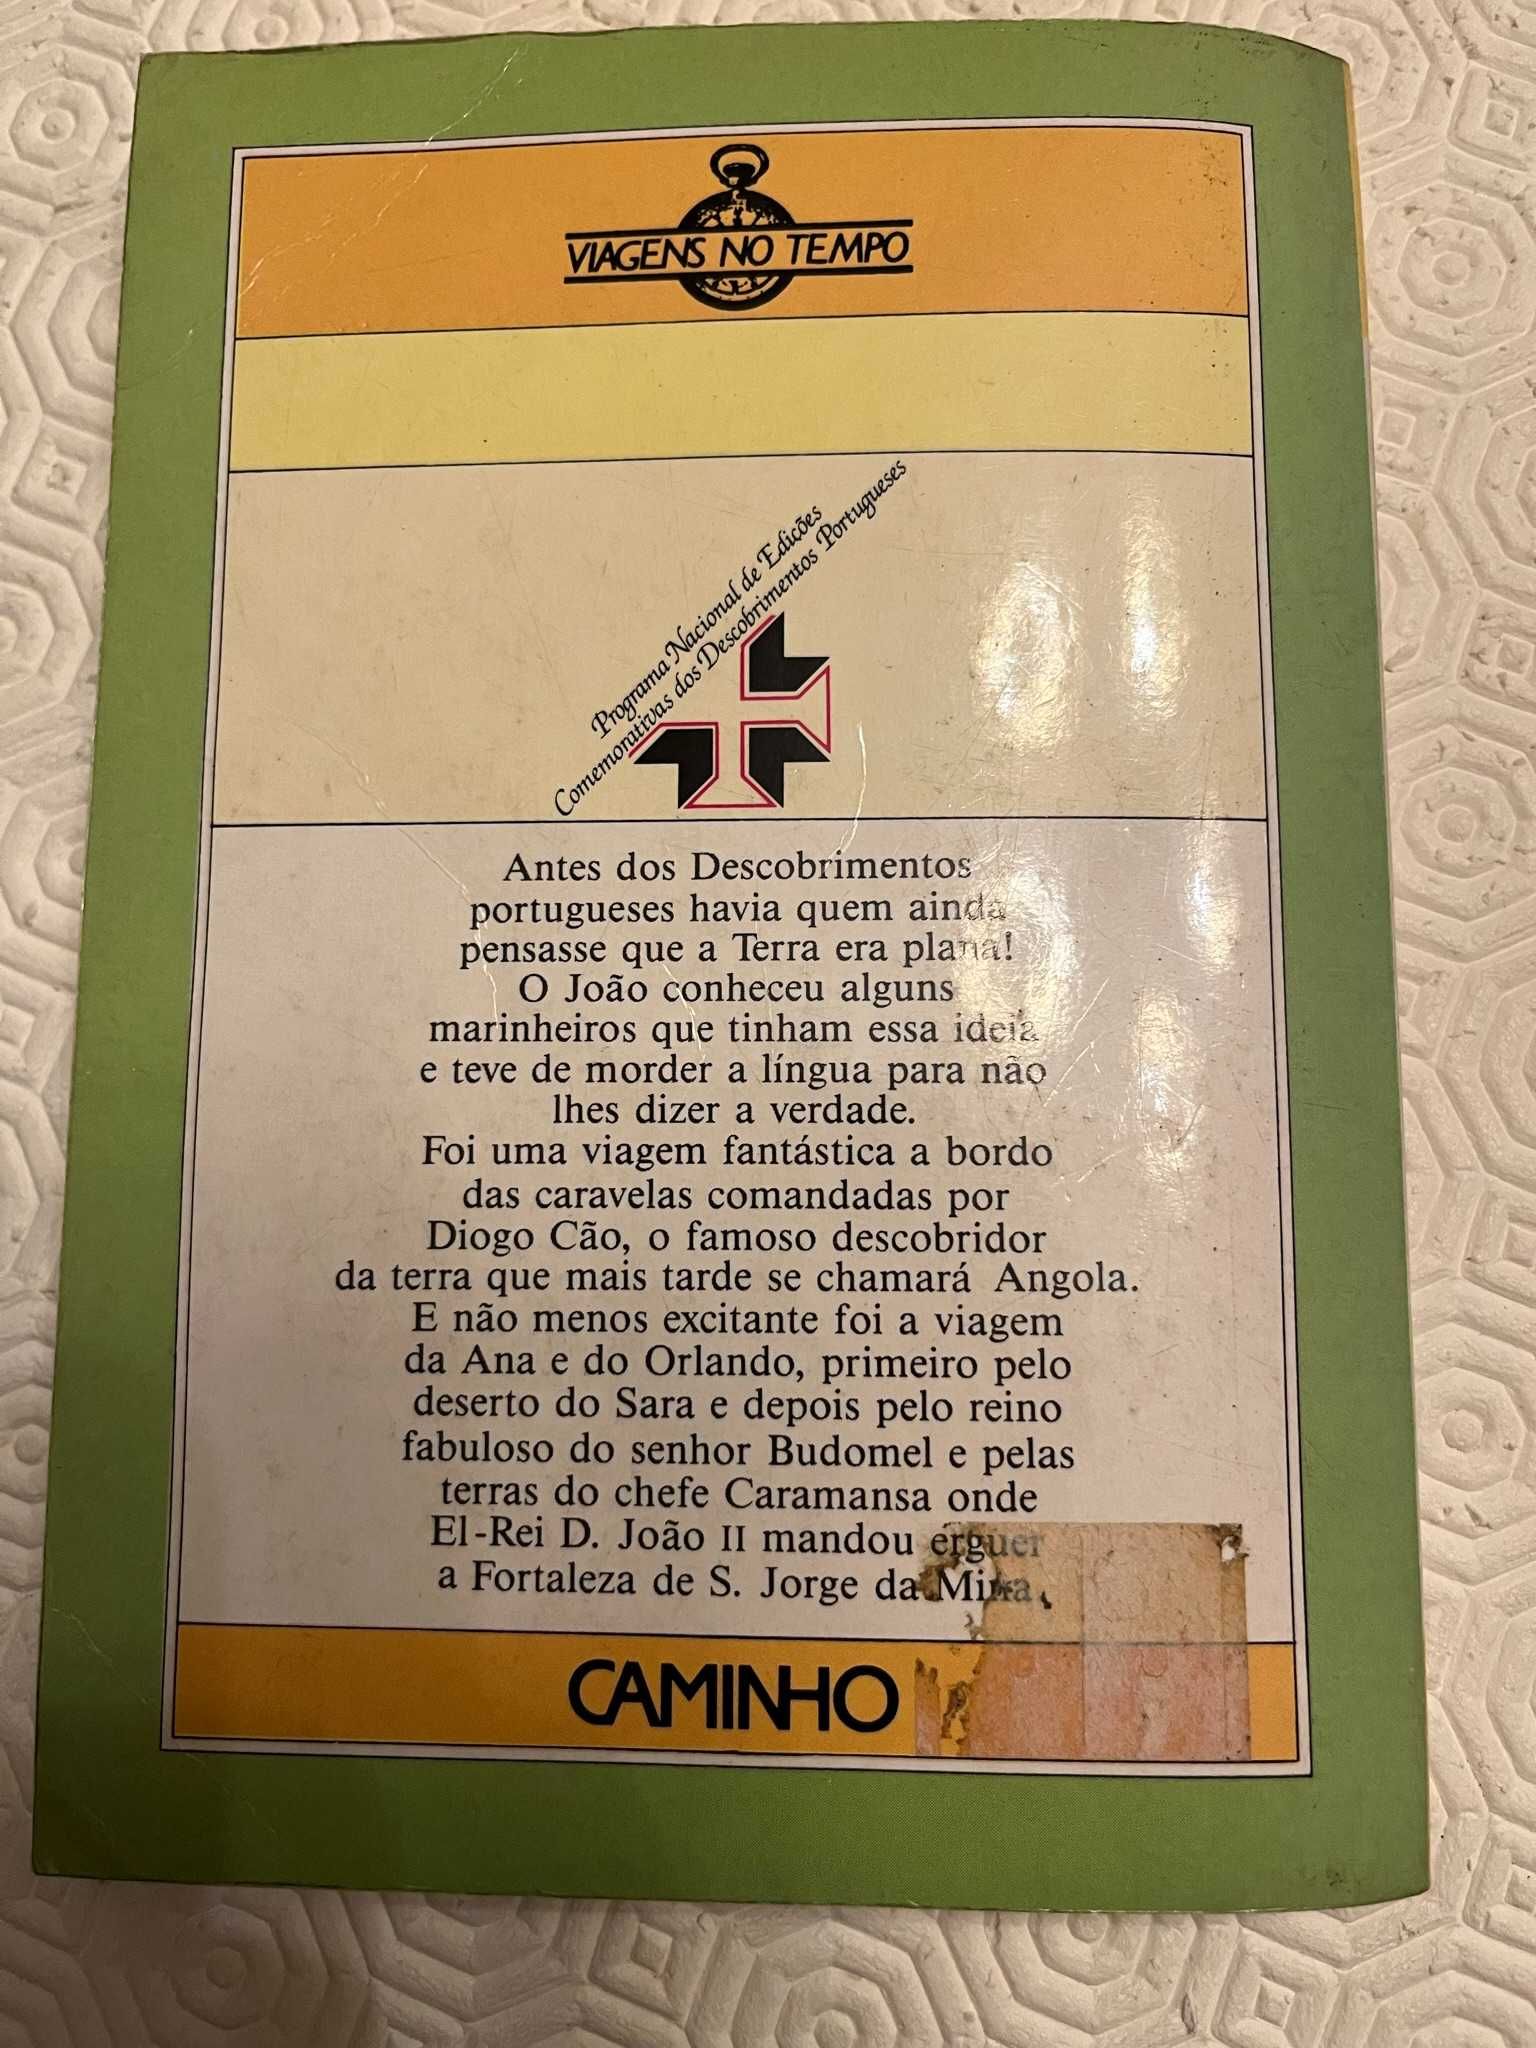 VIAGENS NO TEMPO
Programa Nacional de Edições
Comemorativas dos Descobrimentos Portugueses
Antes dos Descobrimentos
portugueses havia quem ainda
pensasse que a Terra era plana!
O João conheceu alguns
marinheiros que tinham essa ideia
e teve de morder a língua para não
lhes dizer a verdade.
Foi uma viagem fantástica a bordo
das caravelas comandadas por
Diogo Cão, o famoso descobridor
da terra que mais tarde se chamará Angola.
E não menos excitante foi a viagem
da Ana e do Orlando, primeiro pelo
deserto do Sara e depois pelo reino
fabuloso do senhor Budomel e pelas
terras do chefe Caramansa onde
El-Rei D. João II mandou erguer
a Fortaleza de S. Jorge da Mina.
CAMINHO